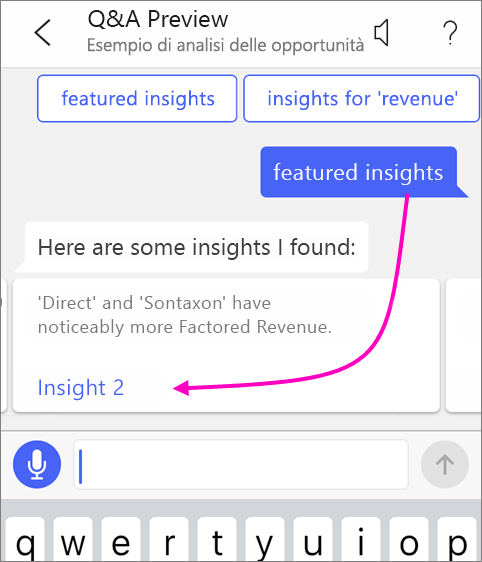 Q&A Preview
Esempio di analisi delle opportunità
?
featured insights
insights for 'revenue'
featured insights
Here are some insights I found:
'Direct' and 'Sontaxon' have
noticeably more Factored Revenue.
Insight 2
q w e r t y u i o p